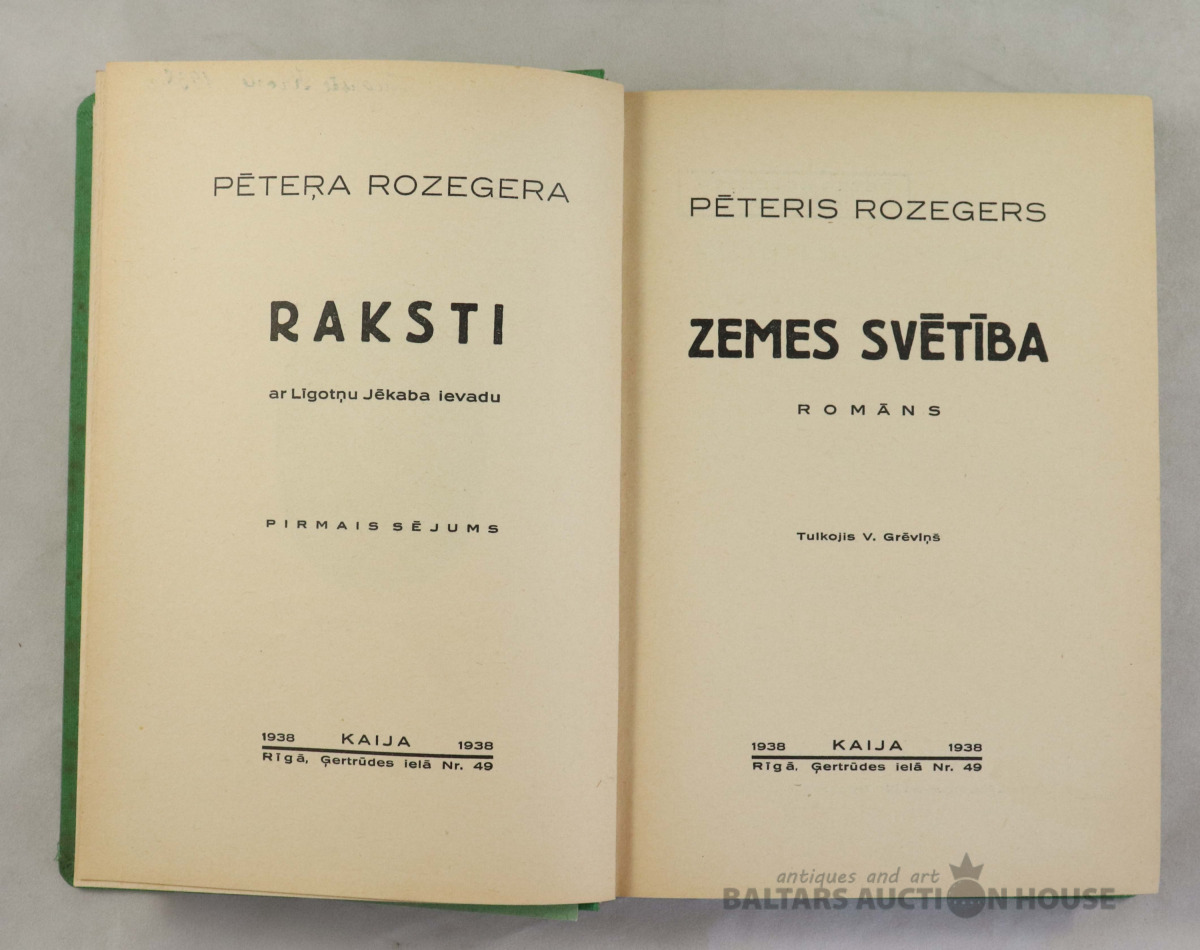 PĒTEŖA ROZEGERA
RAKSTI
ar Līgotņu Jēkaba ievadu
PIRMAIS SĒJUMS
1938 KAIJA 1938
Rīgā, Ģertrūdes ielā Nr. 49
PĒTERIS ROZEGERS
ZEMES SVĒTĪBA
ROMĀNS
Tulkojis V. Grēviņš
1938 KAIJA 1938
Rīgā, Ģertrūdes ielā Nr. 49
antiques and art
BALTARS AUCTION HOUSE